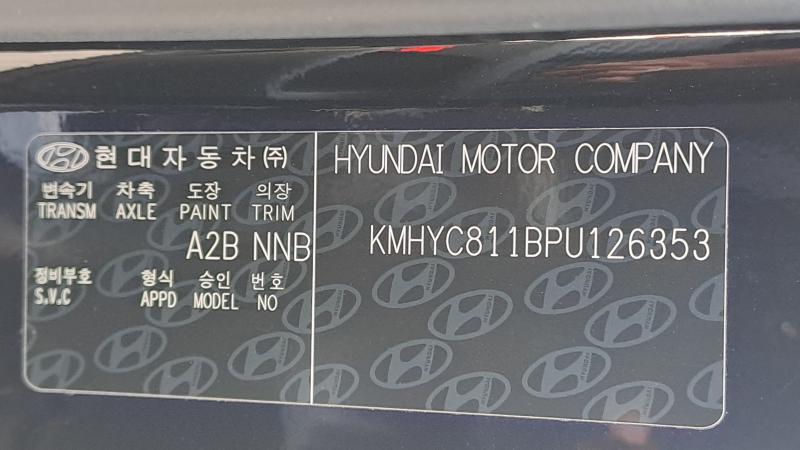 현대자동차(주)
변속기 차축 도장 의장
TRANSM AXLE PAINT TRIM
A2B NNB
정비부호 형식 승인 번호
S.V.C APPD MODEL NO
HYUNDAI MOTOR COMPANY
KMHYC811BPU126353